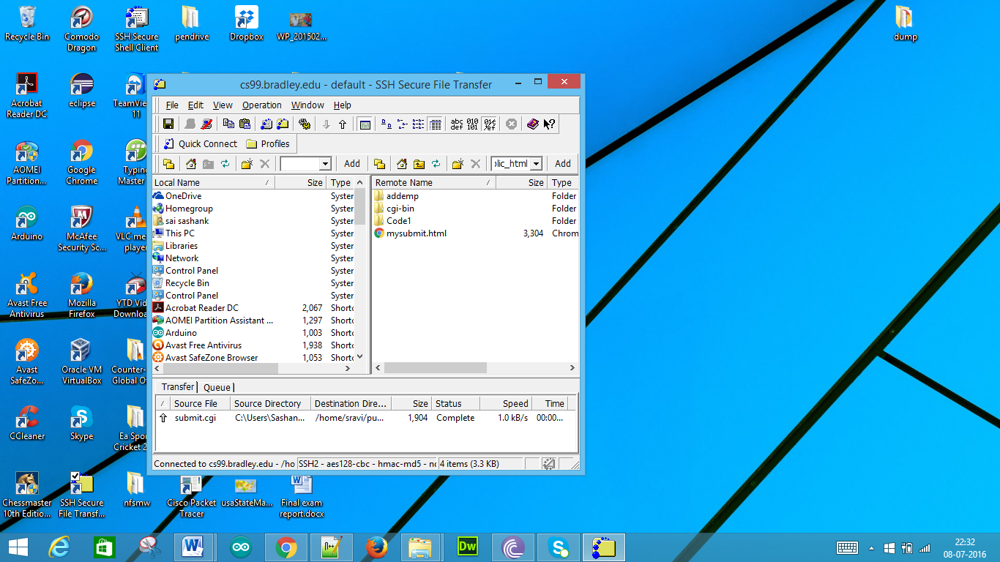 Recycle Bin
Comodo Dragon
SSH Secure Shell Client
pendrive
Dropbox
WP_201502...
dump
Acrobat Reader DC
eclipse
TeamVie
11
AOMEI Partition...
Google Chrome
Typin
Master
Arduino
McAfee Security Sc...
VLC me
playe
Avast Free Antivirus
Mozilla Firefox
YTD Vid
Downloa
Avast SafeZo...
Oracle VM VirtualBox
Counter-
Global O
CCleaner
Skype
Ea Spor
Cricket 2
Chessmaster 10th Editio...
SSH Secure File Transf...
nfsmw
Cisco Packet Tracer
usaStateMa...
Final exam report.docx
cs99.bradley.edu - default - SSH Secure File Transfer
File Edit View Operation Window Help
abc def 010 101
Quick Connect Profiles
Add lic_html Add
Local Name / Size Type
OneDrive Syster
Homegroup Syster
sai sashank Syster
This PC Syster
Libraries Syster
Network Syster
Control Panel Syster
Recycle Bin Syster
Control Panel Syster
Acrobat Reader DC 2,067 Shortc
AOMEI Partition Assistant ... 1,297 Shortc
Arduino 1,003 Shortc
Avast Free Antivirus 1,938 Shortc
Avast SafeZone Browser 1,053 Shortc
Remote Name / Size Type
addemp Folder
cgi-bin Folder
Code1 Folder
mysubmit.html 3,304 Chrom
Transfer Queue
/ Source File Source Directory Destination Dire... Size Status Speed Time
submit.cgi C:\Users\Sashan... /home/sravi/pu... 1,904 Complete 1.0 kB/s 00:00...
Connected to cs99.bradley.edu - /ho SSH2 - aes128-cbc - hmac-md5 - nc 4 items (3.3 KB)
W
n++
Dw
S
22:32
08-07-2016